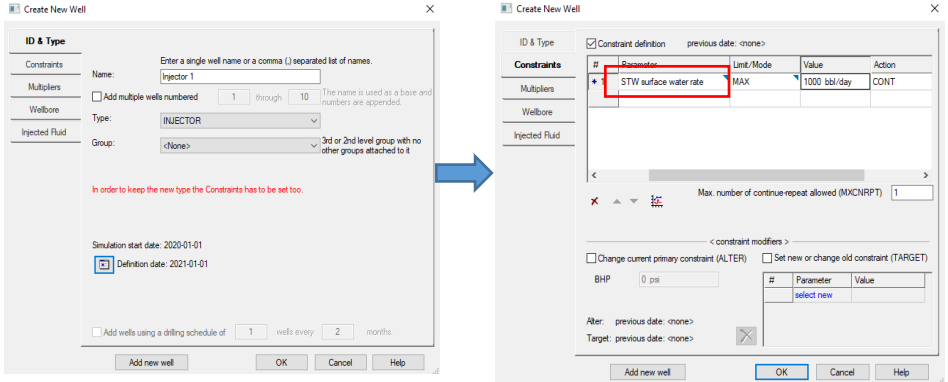 Create New Well
ID & Type
Constraints
Multipliers
Wellbore
Injected Fluid
Enter a single well name or a comma (,) separated list of names.
Name:
Injector 1
Add multiple wells numbered 1 through 10 The name is used as a base and numbers are appended.
Type:
INJECTOR
Group:
<None>
3rd or 2nd level group with no
other groups attached to it
In order to keep the new type the Constraints has to be set too.
Simulation start date: 2020-01-01
Definition date: 2021-01-01
Add wells using a drilling schedule of 1 wells every 2 months.
Add new well OK Cancel Help
Create New Well
ID & Type
Constraints
Multipliers
Wellbore
Injected Fluid
Constraint definition previous date: <none>
# Parameter Limit/Mode Value Action
1 STW surface water rate MAX 1000 bbl/day CONT
Max. number of continue-repeat allowed (MXCNRPT) 1
< constraint modifiers >
Change current primary constraint (ALTER)
BHP 0 psi
Set new or change old constraint (TARGET)
# Parameter Value
select new
Alter: previous date: <none>
Target: previous date: <none>
Add new well OK Cancel Help